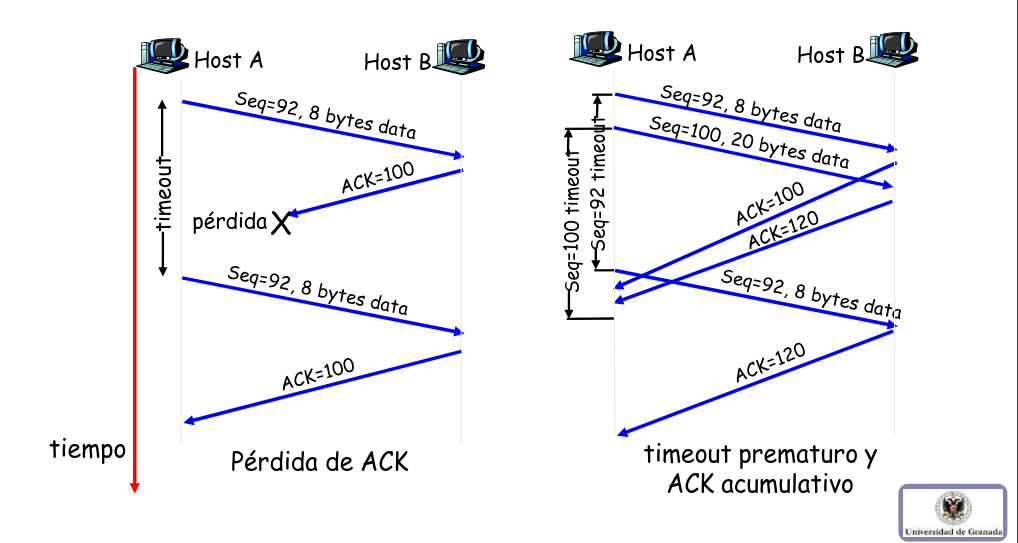 Host A
Host B
Seq=92, 8 bytes data
timeout
ACK=100
pérdida
X
Seq=92, 8 bytes data
ACK=100
tiempo
Pérdida de ACK
Host A
Host B
Seq=92, 8 bytes data
Seq=100, 20 bytes data
Seq=100 timeout
Seq=92 timeout
ACK=100
ACK=120
Seq=92, 8 bytes data
ACK=120
timeout prematuro y
ACK acumulativo
Universidad de Granada